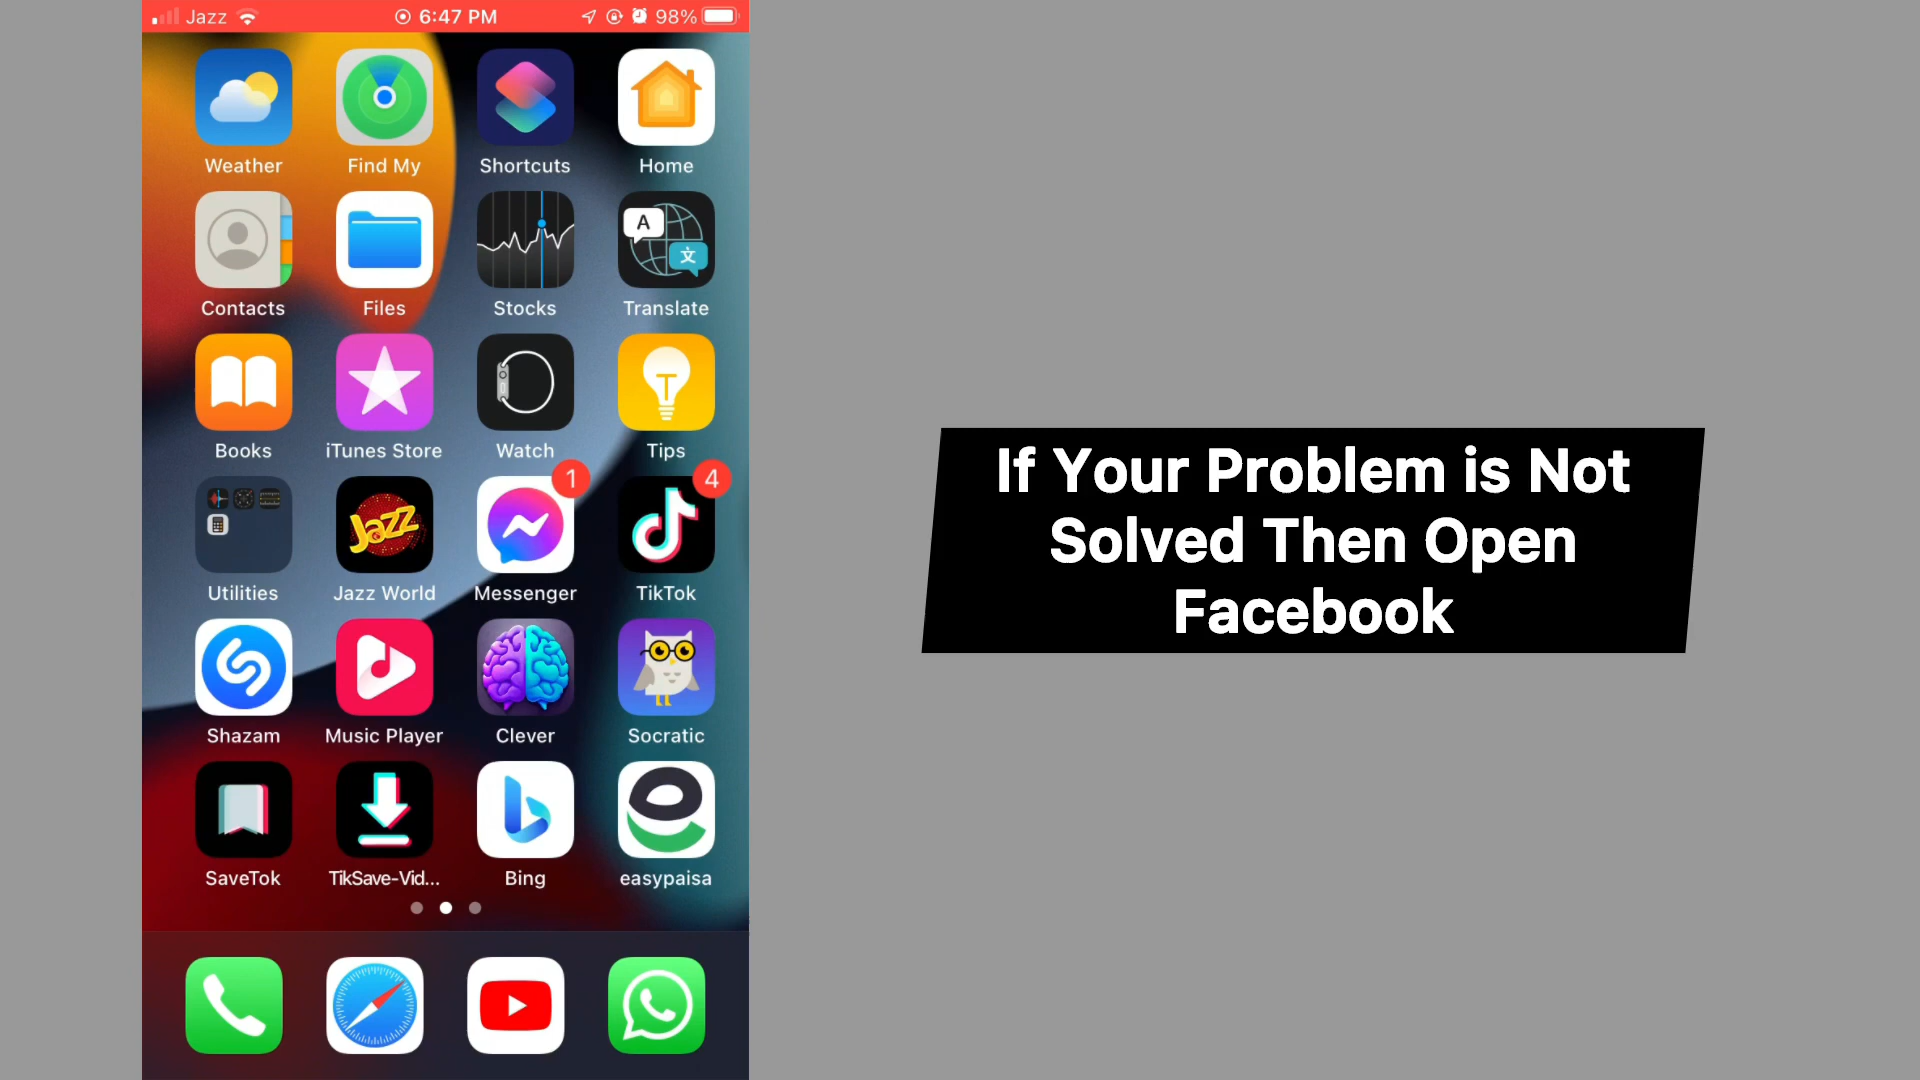 Jazz 6:47 PM 98%
Weather Find My Shortcuts Home
A 文
Contacts Files Stocks Translate
T
Books iTunes Store Watch Tips
1 4
Jazz
Utilities Jazz World Messenger TikTok
Shazam Music Player Clever Socratic
SaveTok TikSave-Vid... Bing easypaisa
If Your Problem is Not
Solved Then Open
Facebook